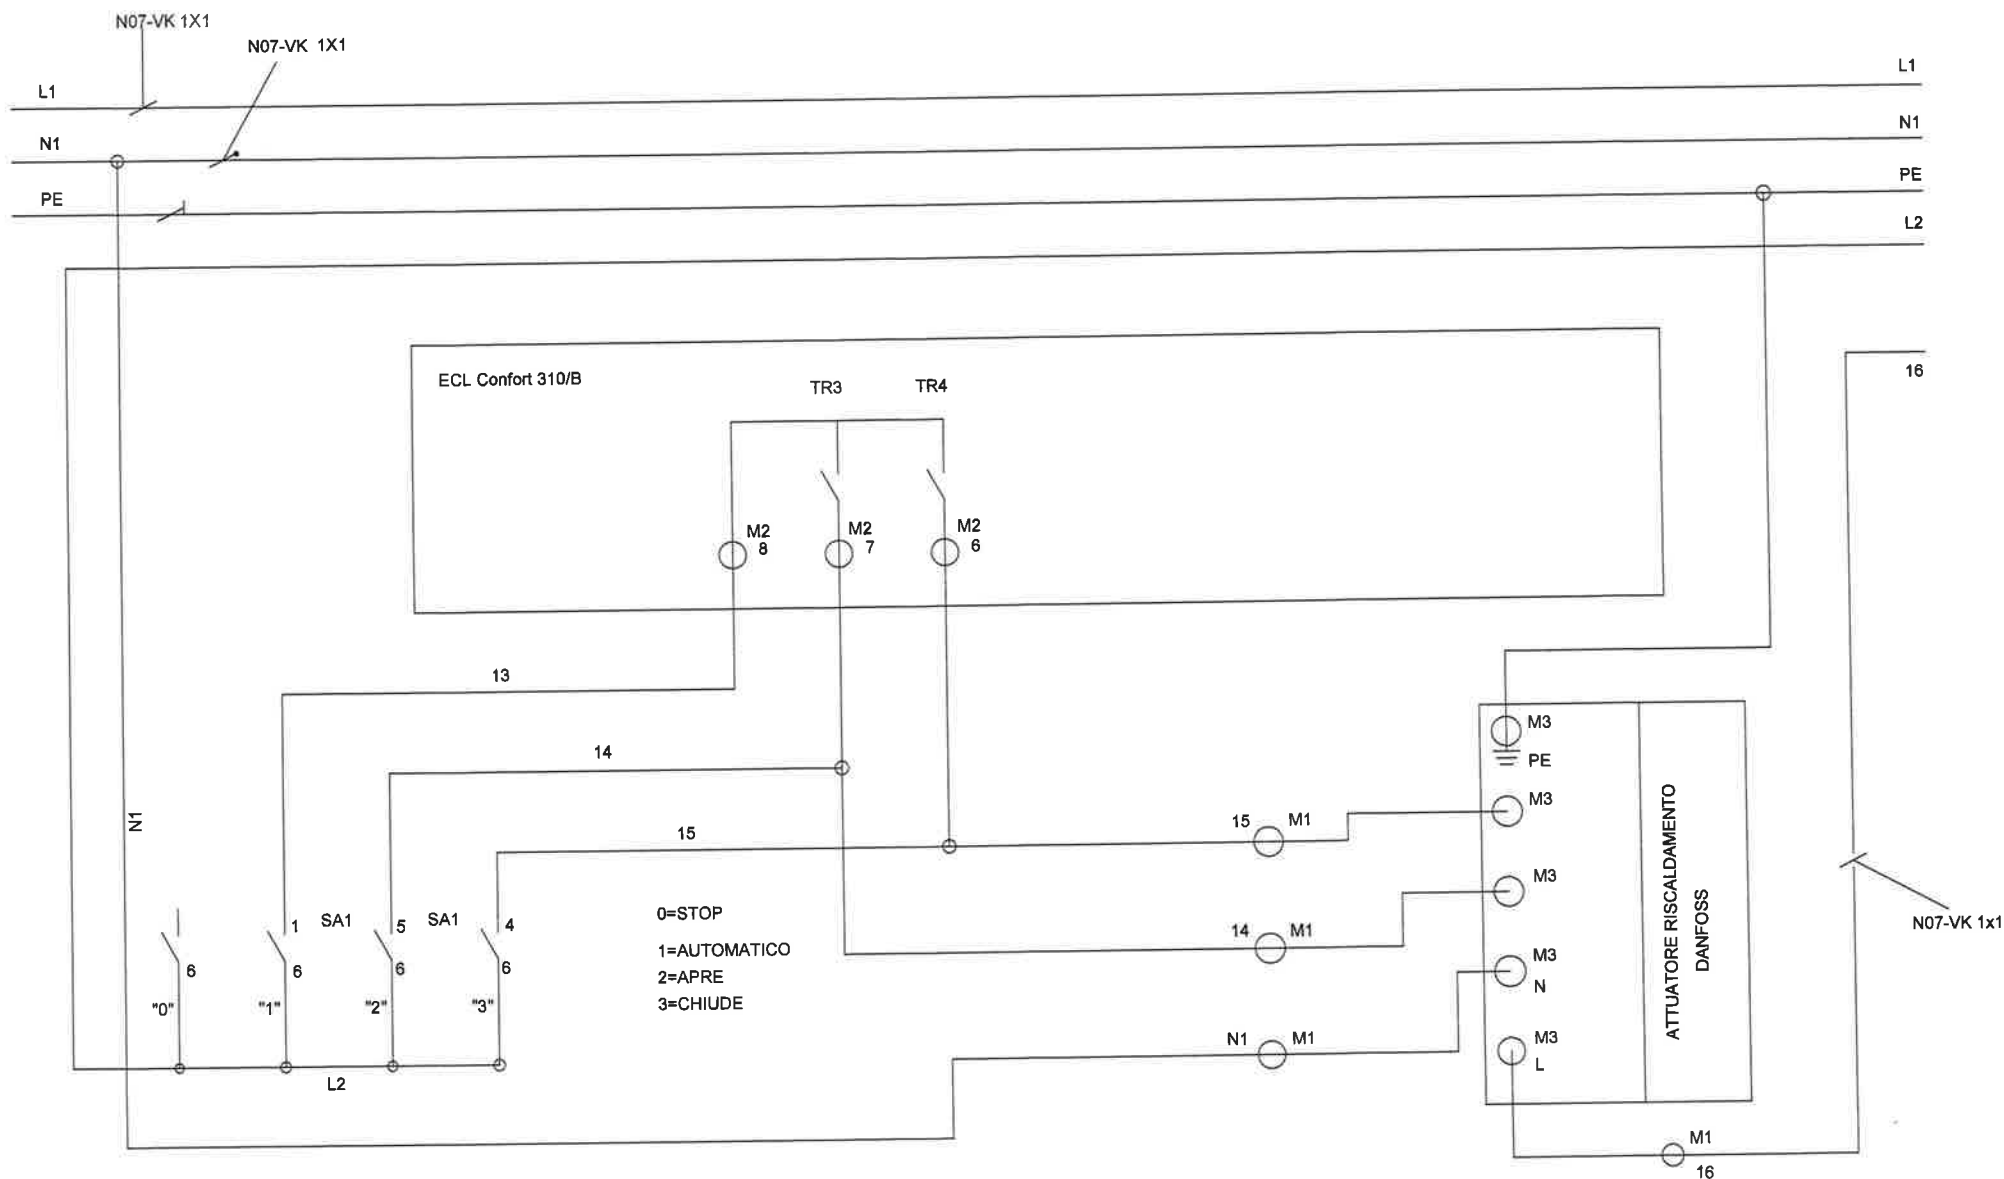 N07-VK 1X1
N07-VK 1X1
L1
L1
N1
N1
PE
PE
L2
16
ECL Confort 310/B
TR3
TR4
M2
8
M2
7
M2
6
13
14
15
N1
M3
PE
M3
15
M1
M3
14
M1
M3
N
N1
M1
M3
L
ATTUATORE RISCALDAMENTO
DANFOSS
N07-VK 1x1
1
SA1
5
SA1
4
6
6
6
6
"0"
"1"
"2"
"3"
0=STOP
1=AUTOMATICO
2=APRE
3=CHIUDE
L2
M1
16